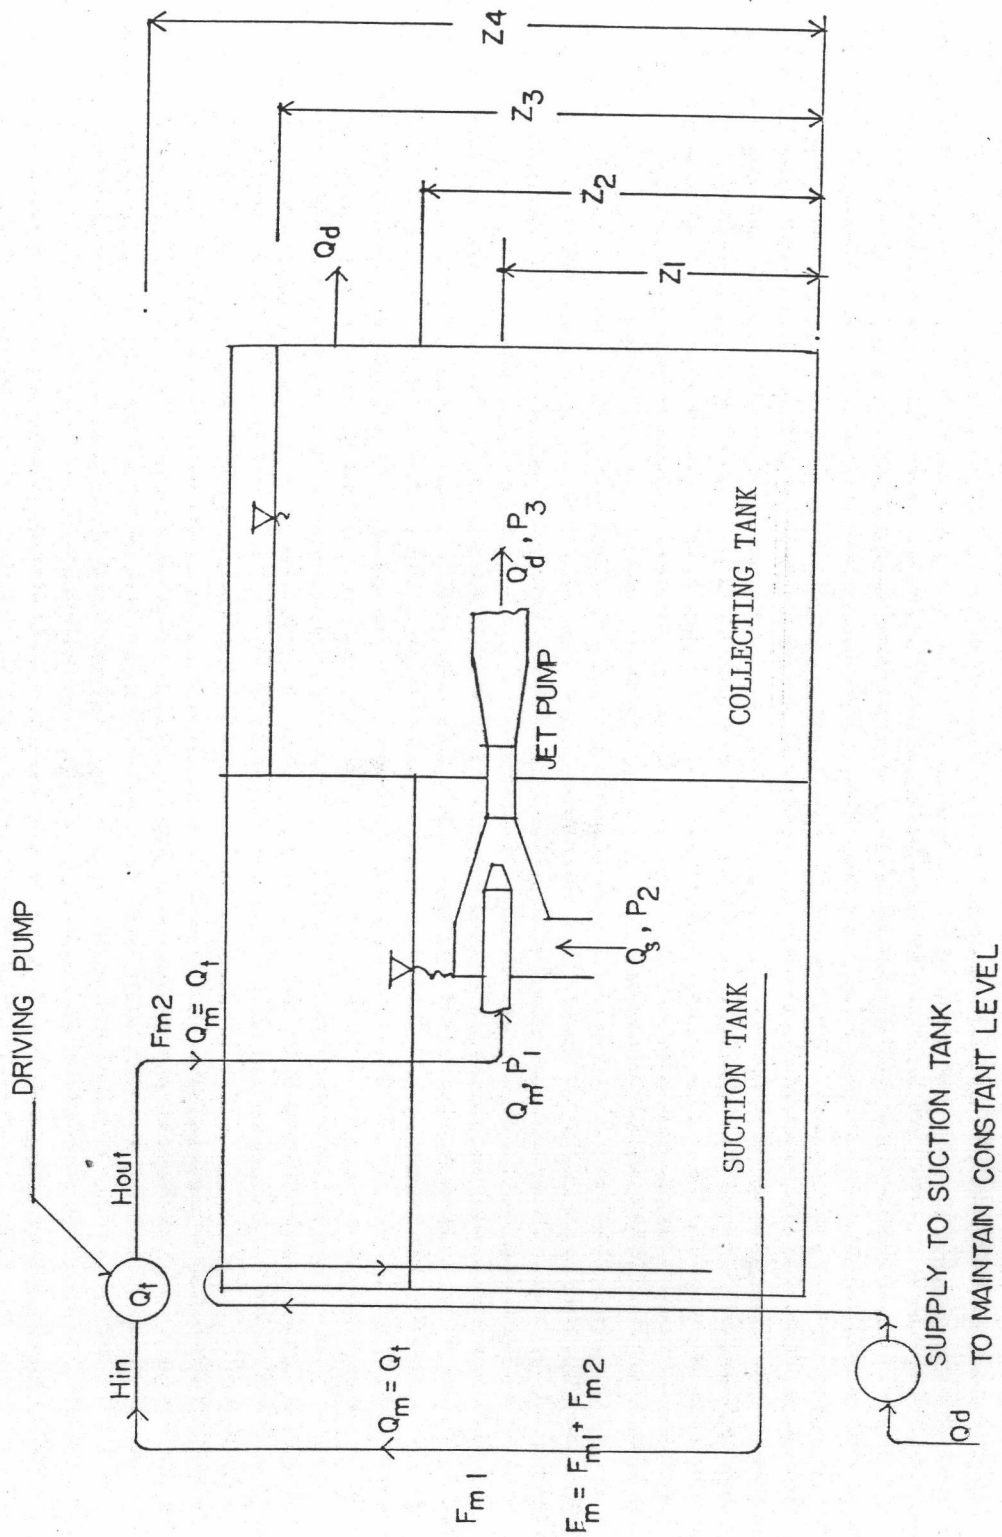 DRIVING PUMP
Hin
Qt
Hout
Fm2
Qm = Qt
Qm = Qt
Fm1
Fm = Fm1 + Fm2
Qm, P1
Qs, P2
Qd, P3
JET PUMP
SUCTION TANK
COLLECTING TANK
Qd
Z1
Z2
Z3
Z4
Qd
SUPPLY TO SUCTION TANK
TO MAINTAIN CONSTANT LEVEL